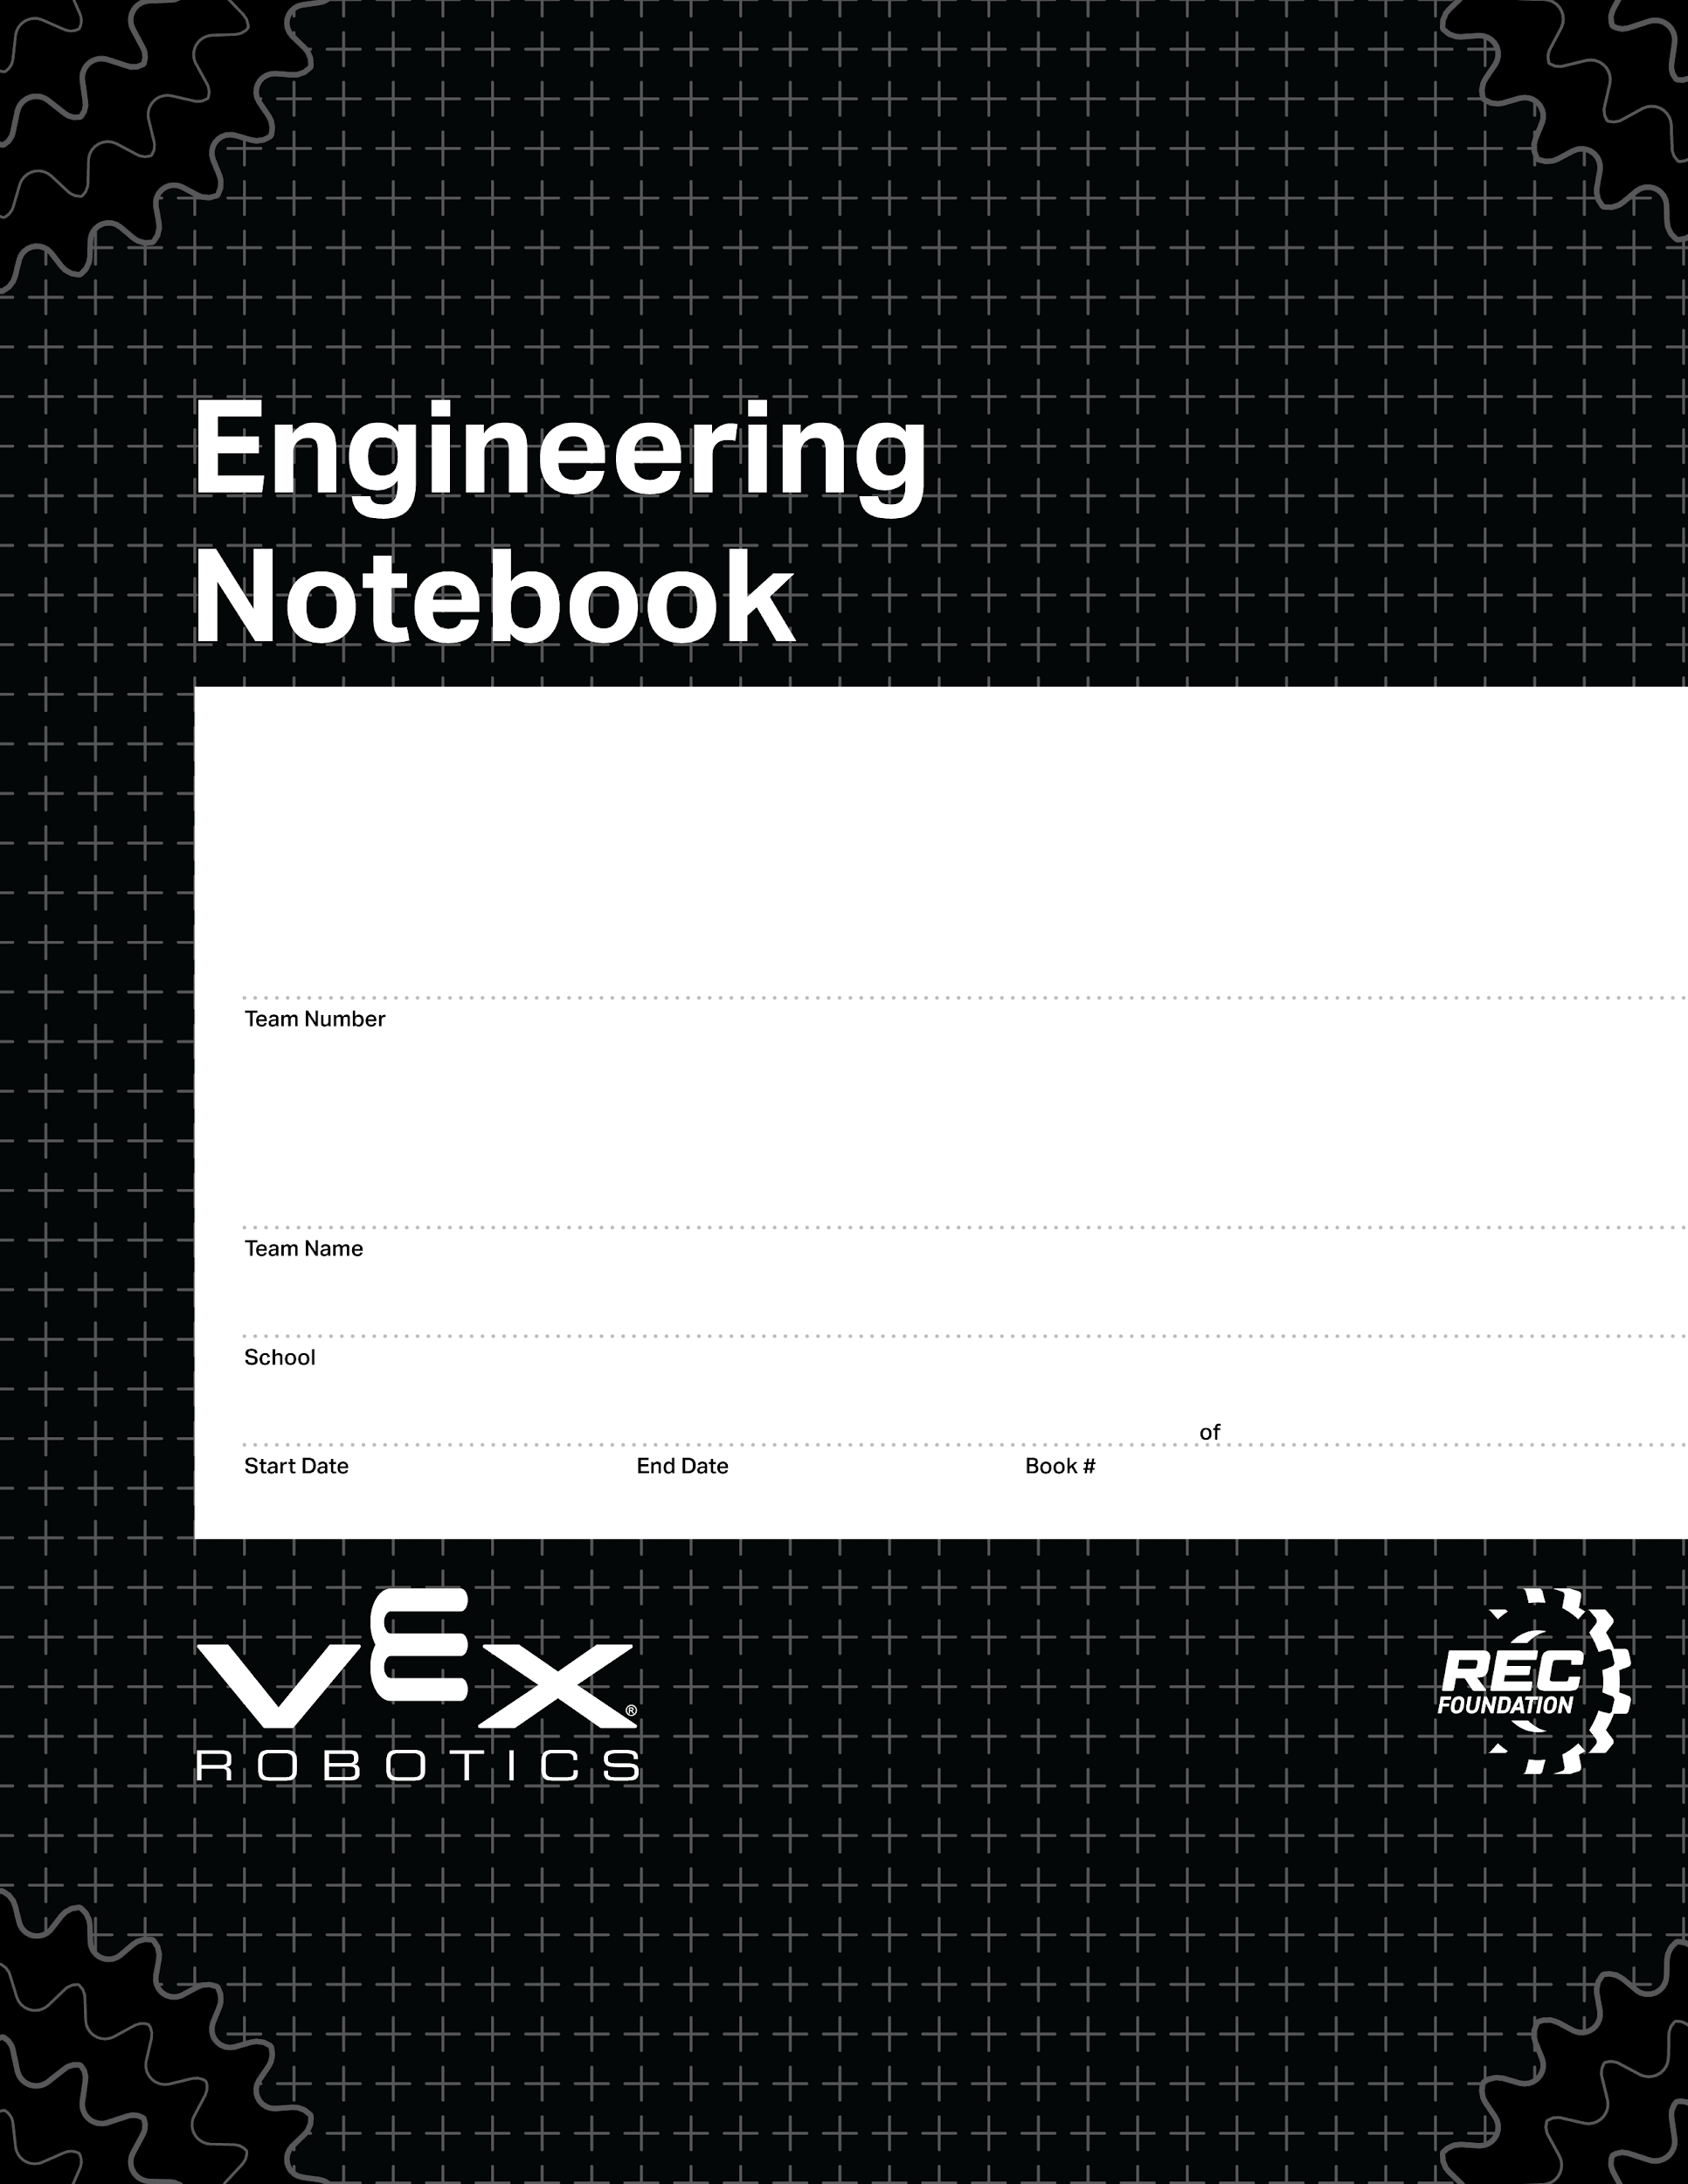 Engineering
Notebook
Team Number
Team Name
School
of
Start Date End Date Book #
VEX®
ROBOTICS
REC
FOUNDATION